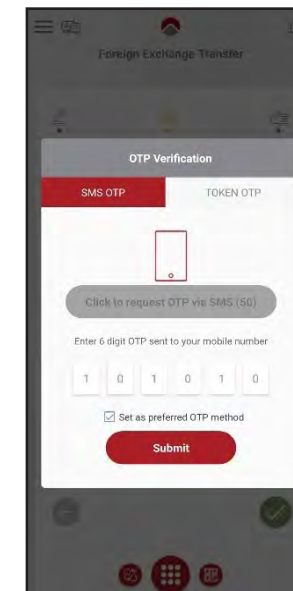 Foreign Exchange Transfer
OTP Verification
SMS OTP
TOKEN OTP
Click to request OTP via SMS (50)
Enter 6 digit OTP sent to your mobile number
1 0 1 0 1 0
Set as preferred OTP method
Submit